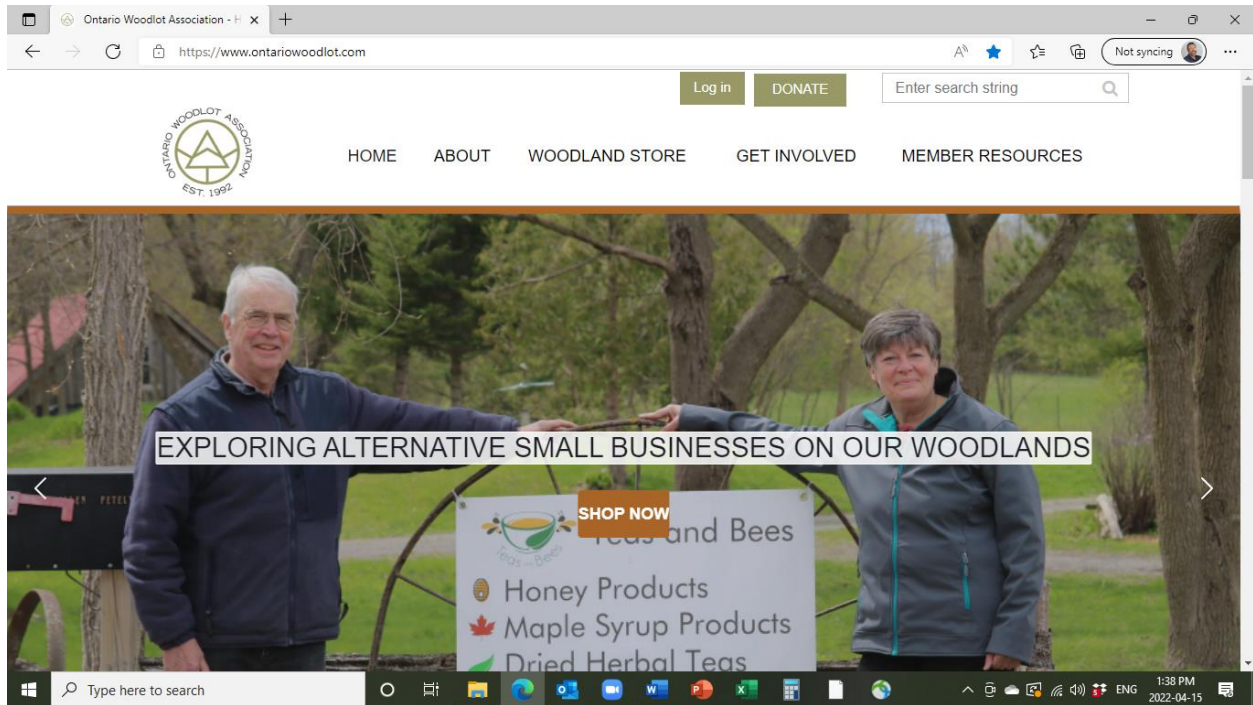 Ontario Woodlot Association - H
https://www.ontariowoodlot.com
Not syncing
Log in
DONATE
Enter search string
ONTARIO WOODLOT ASSOCIATION
EST. 1992
HOME ABOUT WOODLAND STORE GET INVOLVED MEMBER RESOURCES
EXPLORING ALTERNATIVE SMALL BUSINESSES ON OUR WOODLANDS
SHOP NOW
Teas and Bees
Teas and Bees
Honey Products
Maple Syrup Products
Dried Herbal Teas
Type here to search
ENG
1:38 PM
2022-04-15